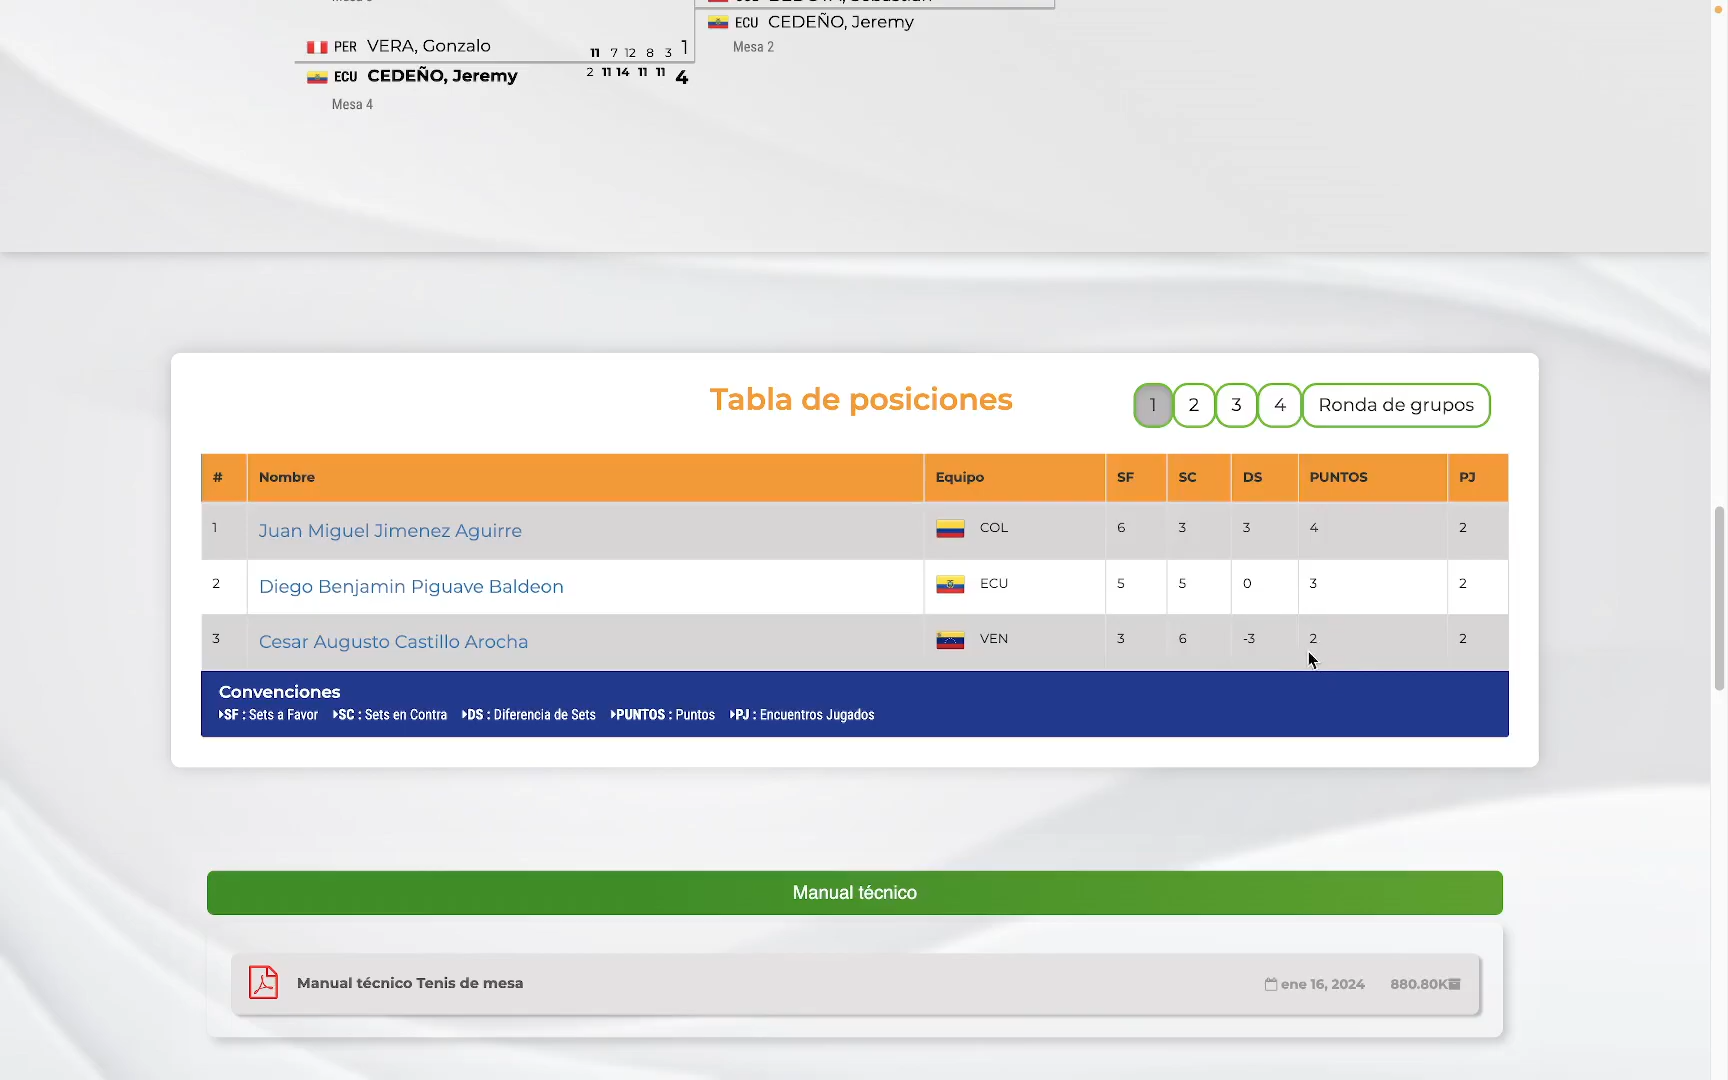 ECU CEDEÑO, Jeremy
Mesa 2
PER VERA, Gonzalo 11 7 12 8 3 1
ECU CEDEÑO, Jeremy 2 11 14 11 11 4
Mesa 4
Tabla de posiciones
1 2 3 4 Ronda de grupos
# Nombre Equipo SF SC DS PUNTOS PJ
1 Juan Miguel Jimenez Aguirre COL 6 3 3 4 2
2 Diego Benjamin Piguave Baldeon ECU 5 5 0 3 2
3 Cesar Augusto Castillo Arocha VEN 3 6 -3 2 2
Convenciones
SF : Sets a Favor SC : Sets en Contra DS : Diferencia de Sets PUNTOS : Puntos PJ : Encuentros Jugados
Manual técnico
Manual técnico Tenis de mesa ene 16, 2024 880.80K